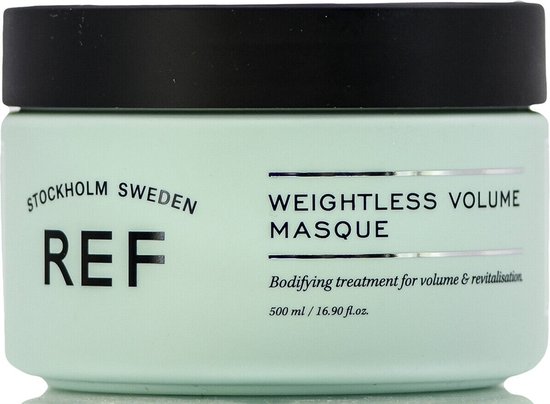 STOCKHOLM SWEDEN
REF
WEIGHTLESS VOLUME
MASQUE
Bodifying treatment for volume & revitalisation.
500 ml / 16.90 fl.oz.